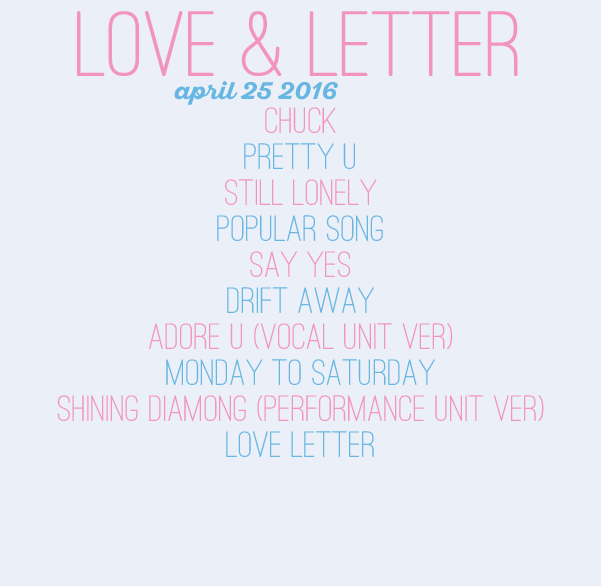 LOVE & LETTER
april 25 2016
CHUCK
PRETTY U
STILL LONELY
POPULAR SONG
SAY YES
DRIFT AWAY
ADORE U (VOCAL UNIT VER)
MONDAY TO SATURDAY
SHINING DIAMONG (PERFORMANCE UNIT VER)
LOVE LETTER